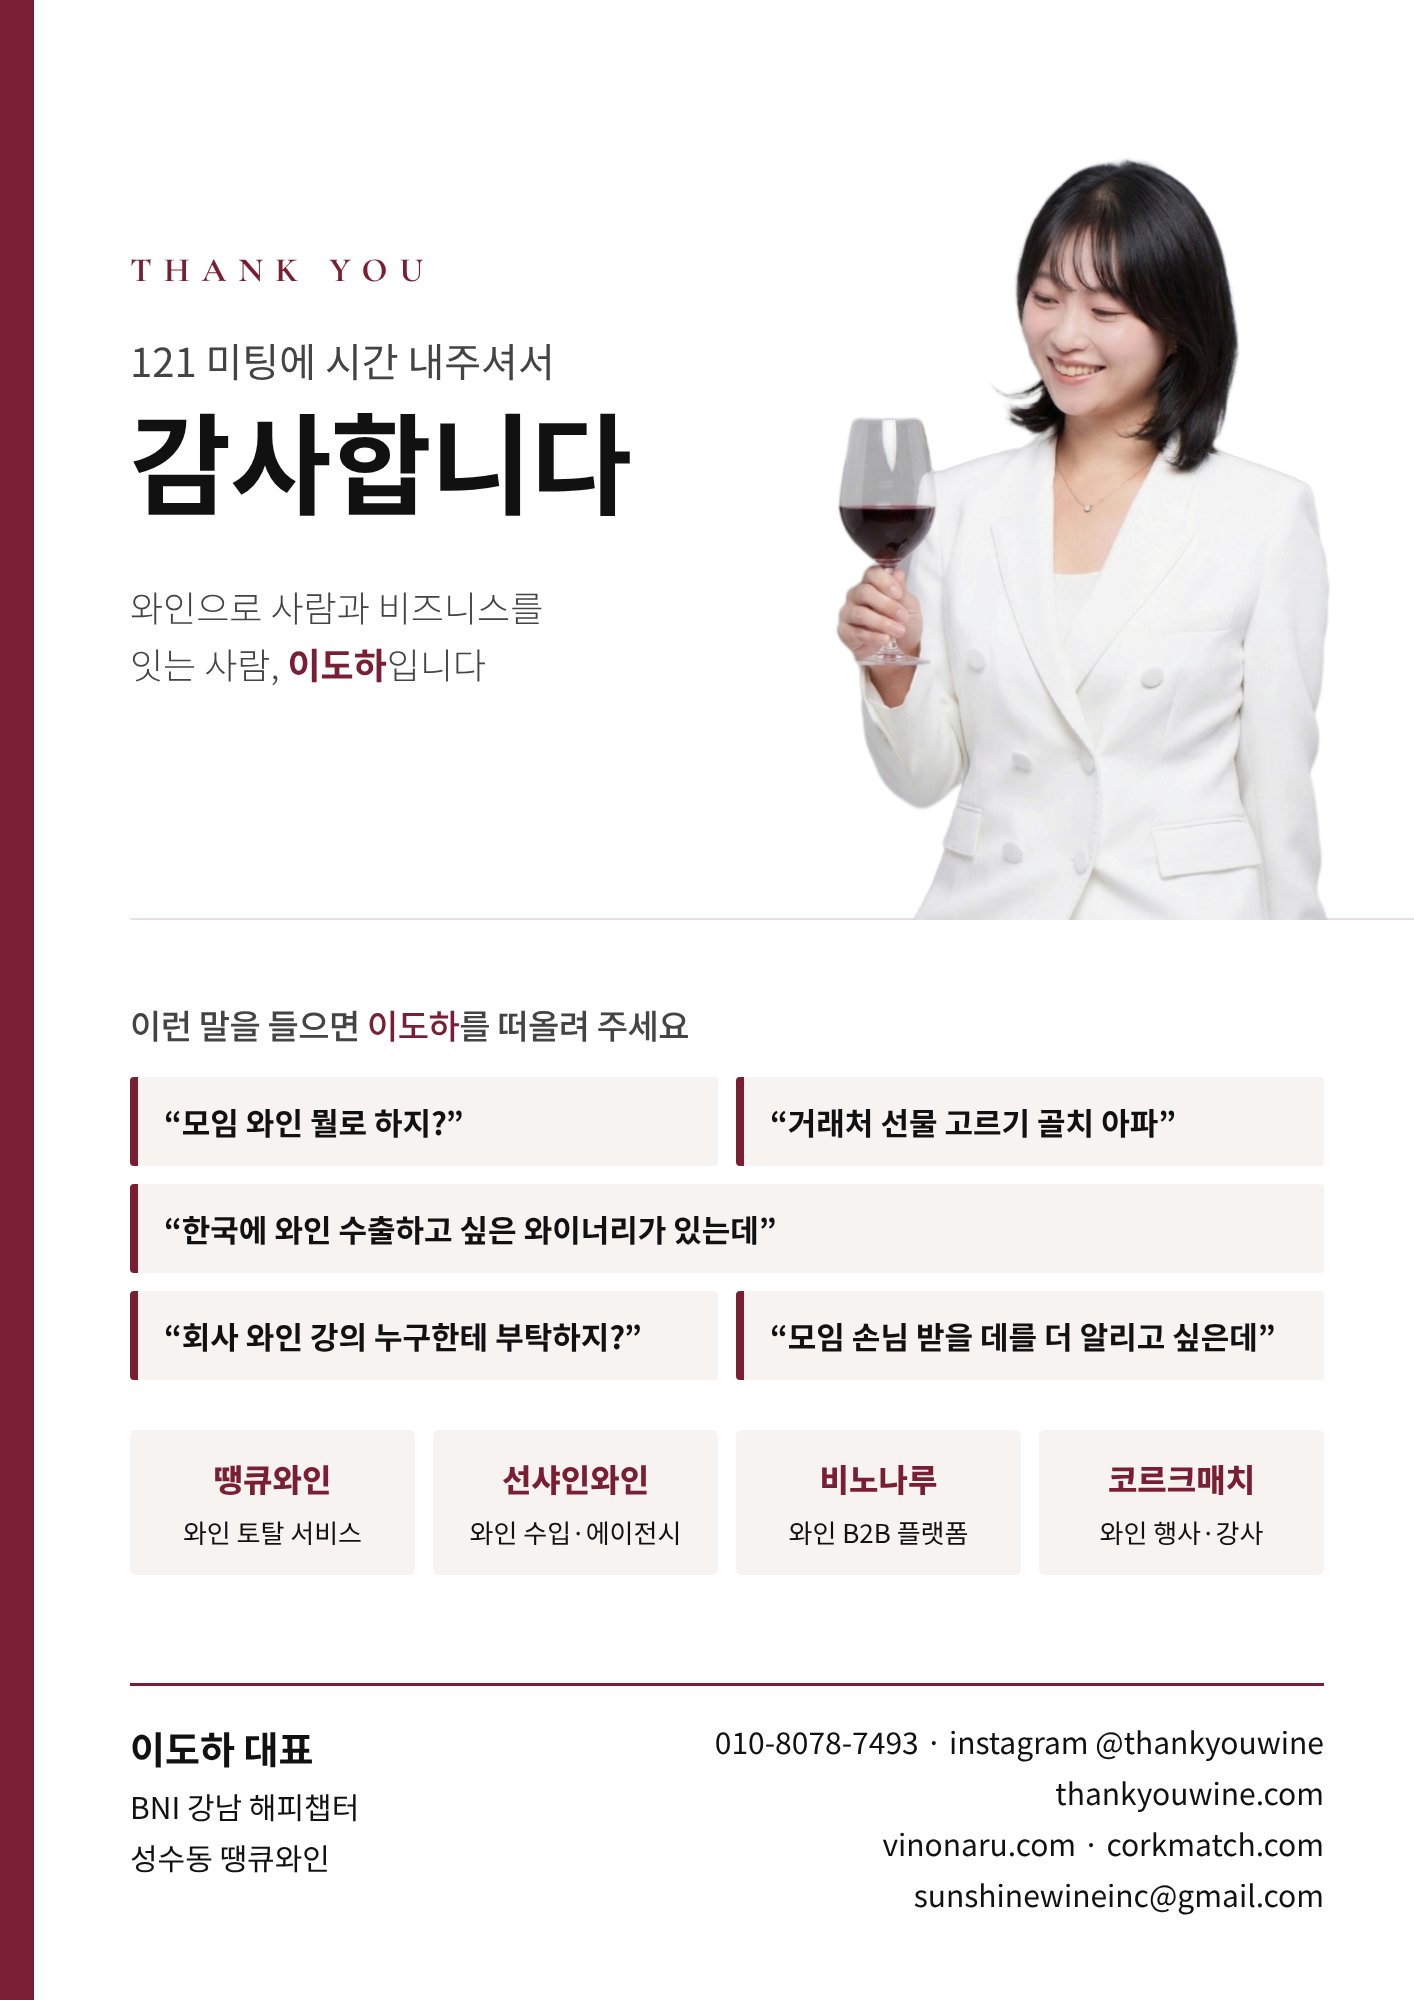 THANK YOU
121 미팅에 시간 내주셔서
감사합니다
와인으로 사람과 비즈니스를
잇는 사람, 이도하입니다
이런 말을 들으면 이도하를 떠올려 주세요
“모임 와인 뭘로 하지?”
“거래처 선물 고르기 골치 아파”
“한국에 와인 수출하고 싶은 와이너리가 있는데”
“회사 와인 강의 누구한테 부탁하지?”
“모임 손님 받을 데를 더 알리고 싶은데”
땡큐와인
와인 토탈 서비스
선샤인와인
와인 수입·에이전시
비노나루
와인 B2B 플랫폼
코르크매치
와인 행사·강사
이도하 대표
BNI 강남 해피챕터
성수동 땡큐와인
010-8078-7493 · instagram @thankyouwine
thankyouwine.com
vinonaru.com · corkmatch.com
sunshinewineinc@gmail.com